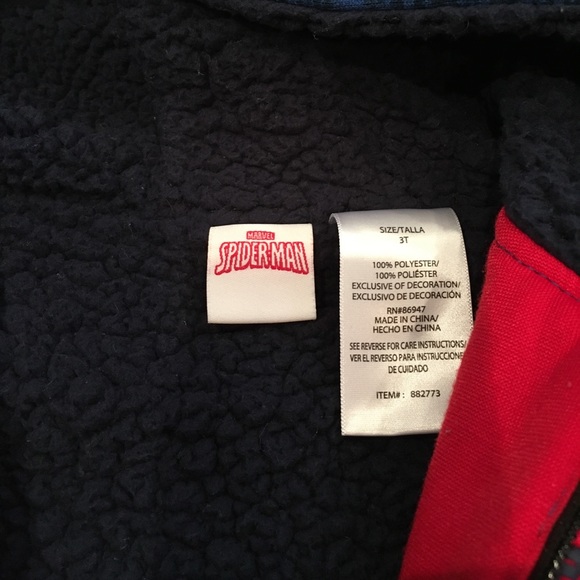 MARVEL
SPIDER-MAN
SIZE/TALLA
3T
100% POLYESTER/
100% POLIÉSTER
EXCLUSIVE OF DECORATION/
EXCLUSIVO DE DECORACIÓN
RN#86947
MADE IN CHINA/
HECHO EN CHINA
SEE REVERSE FOR CARE INSTRUCTIONS/
VER EL REVERSO PARA INSTRUCCIONE
DE CUIDADO
ITEM# : 882773